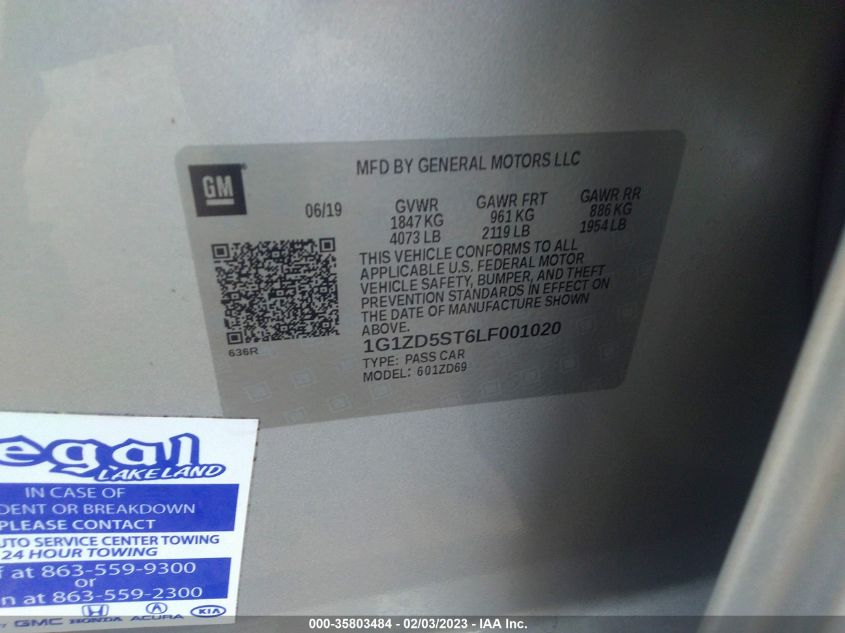 GM
MFD BY GENERAL MOTORS LLC
06/19 GVWR GAWR FRT GAWR RR
1847 KG 961 KG 886 KG
4073 LB 2119 LB 1954 LB
THIS VEHICLE CONFORMS TO ALL
APPLICABLE U.S. FEDERAL MOTOR
VEHICLE SAFETY, BUMPER, AND THEFT
PREVENTION STANDARDS IN EFFECT ON
THE DATE OF MANUFACTURE SHOWN
ABOVE.
636R
1G1ZD5ST6LF001020
TYPE: PASS CAR
MODEL: 601ZD69
egal
LAKELAND
IN CASE OF
DENT OR BREAKDOWN
PLEASE CONTACT
UTO SERVICE CENTER TOWING
24 HOUR TOWING
at 863-559-9300
or
n at 863-559-2300
GMC HONDA ACURA KIA
000-35803484 - 02/03/2023 - IAA Inc.